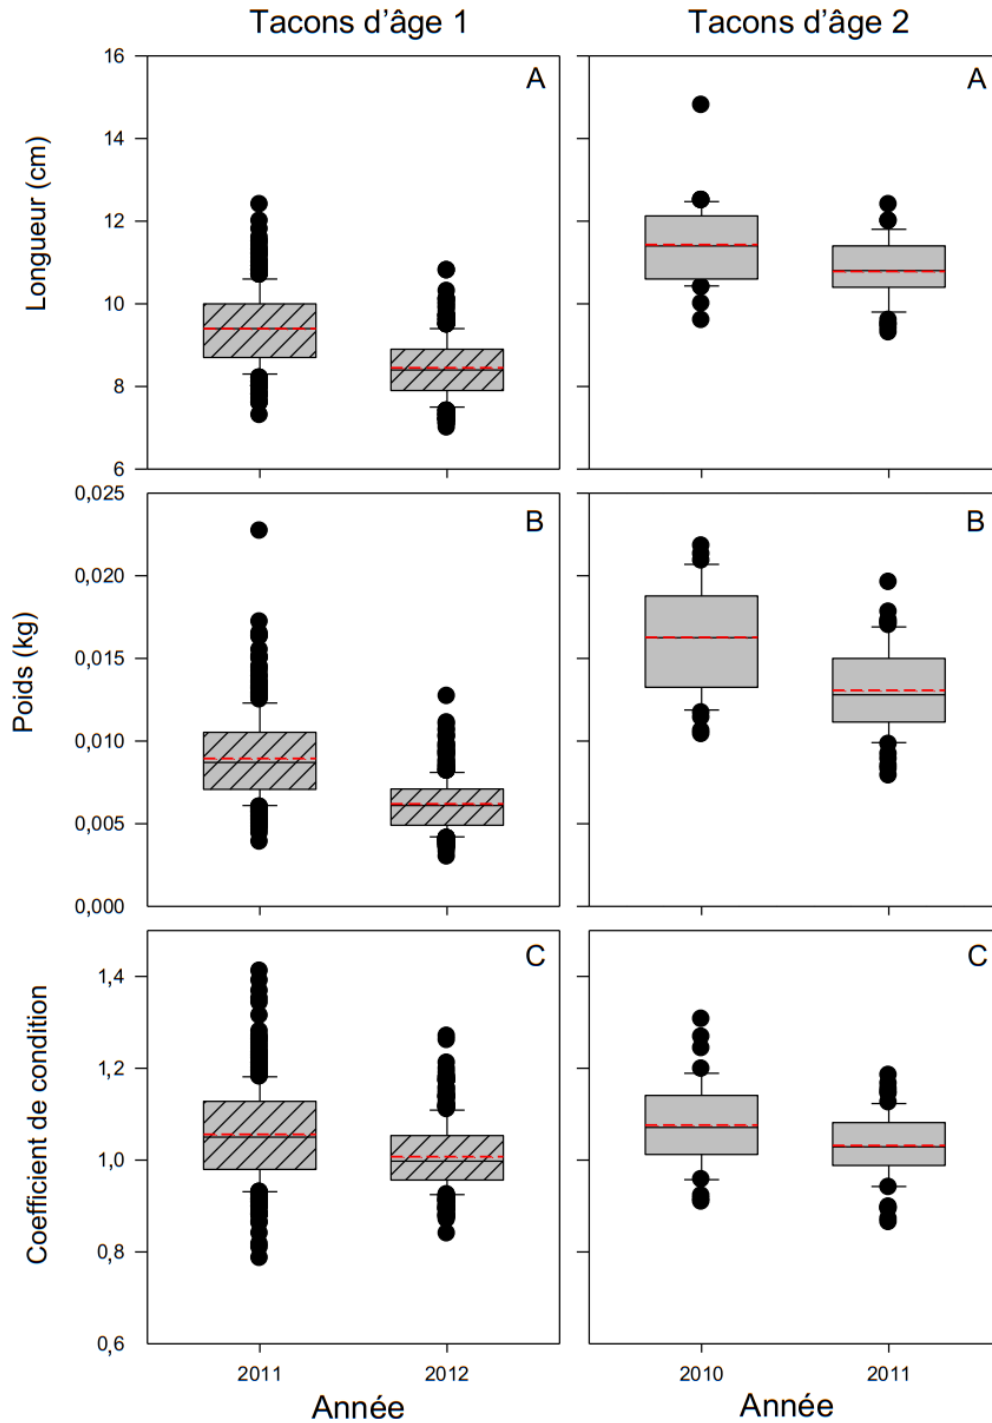 Tacons d'âge 1
Tacons d'âge 2
Longueur (cm)
16
14
12
10
8
6
A
A
Poids (kg)
0,025
0,020
0,015
0,010
0,005
0,000
B
B
Coefficient de condition
1,4
1,2
1,0
0,8
0,6
C
C
2011
2012
2010
2011
Année
Année